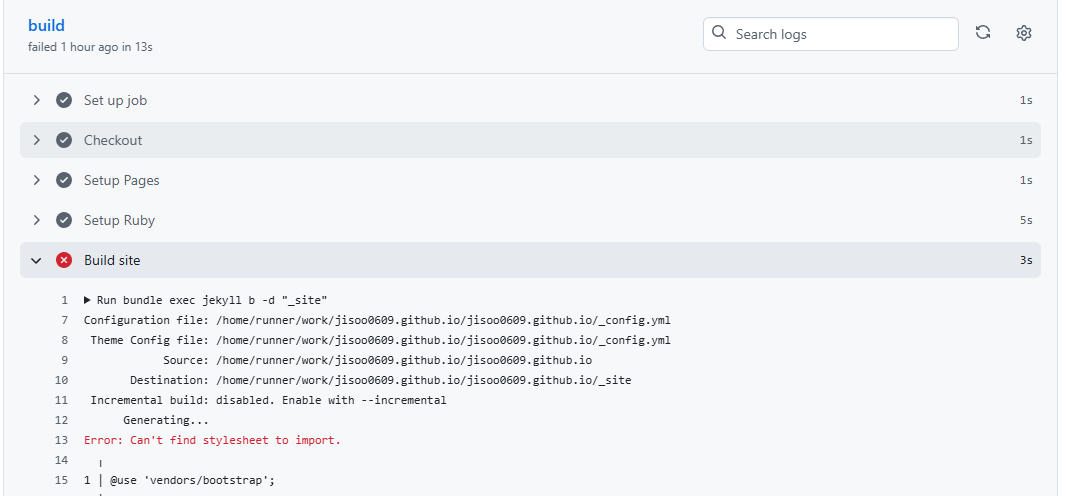 build
failed 1 hour ago in 13s
Search logs
Set up job 1s
Checkout 1s
Setup Pages 1s
Setup Ruby 5s
Build site 3s
1 ▶ Run bundle exec jekyll b -d "_site"
7 Configuration file: /home/runner/work/jisoo0609.github.io/jisoo0609.github.io/_config.yml
8 Theme Config file: /home/runner/work/jisoo0609.github.io/jisoo0609.github.io/_config.yml
9 Source: /home/runner/work/jisoo0609.github.io/jisoo0609.github.io
10 Destination: /home/runner/work/jisoo0609.github.io/jisoo0609.github.io/_site
11 Incremental build: disabled. Enable with --incremental
12 Generating...
13 Error: Can't find stylesheet to import.
14 ╷
15 1 │ @use 'vendors/bootstrap';